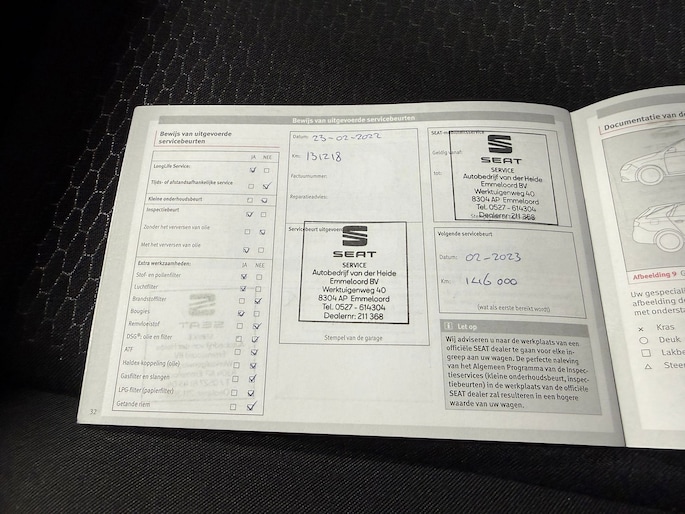 Bewijs van uitgevoerde servicebeurten
Bewijs van uitgevoerde
servicebeurten
JA NEE
LongLife Service:
Tijds- of afstandsafhankelijke service
Kleine onderhoudsbeurt
Inspectiebeurt
Zonder het verversen van olie
Met het verversen van olie
Extra werkzaamheden: JA NEE
Stof- en pollenfilter
Luchtfilter
Brandstoffilter
Bougies
Remvloeistof
DSG®: olie en filter
ATF
Haldex-koppeling (olie)
Gasfilter en slangen
LPG-filter (papierfilter)
Getande riem
32
Datum: 23-02-2022
Km: 131218
Factuurnummer:
Reparatieadvies:
Servicebeurt uitgevoerd
SEAT
SERVICE
Autobedrijf van der Heide
Emmeloord BV
Werktuigenweg 40
8304 AP Emmeloord
Tel. 0527 - 614304
Dealernr: 211 368
Stempel van de garage
Geldig vanaf:
tot:
SEAT
SERVICE
Autobedrijf van der Heide
Emmeloord BV
Werktuigenweg 40
8304 AP Emmeloord
Tel. 0527 - 614304
Dealernr: 211 368
Volgende servicebeurt
Datum: 02-2023
Km: 146 000
(wat als eerste bereikt wordt)
i Let op
Wij adviseren u naar de werkplaats van een
officiële SEAT dealer te gaan voor elke in-
greep aan uw wagen. De perfecte naleving
van het Algemeen Programma van de Inspec-
tieservices (kleine onderhoudsbeurt, inspec-
tiebeurten) in de werkplaats van de officiële
SEAT dealer zal resulteren in een hogere
waarde van uw wagen.
Documentatie van de
Afbeelding 9
Uw gespecial
afbeelding de
met onderst
× Kras
Deuk
Lakbe
Steen